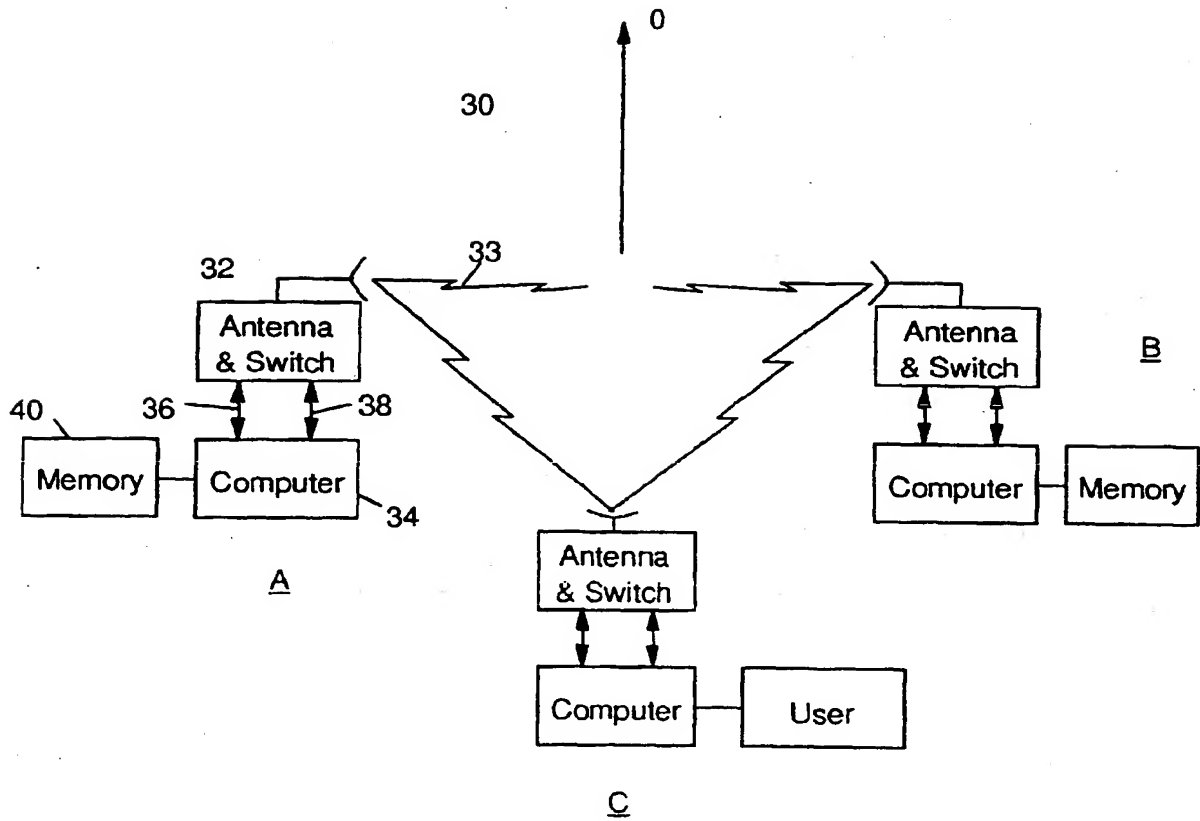 0
30
33
32
Antenna
& Switch
Antenna
& Switch
B
36
38
40
Memory
Computer
34
Computer
Memory
A
Antenna
& Switch
Computer
User
C